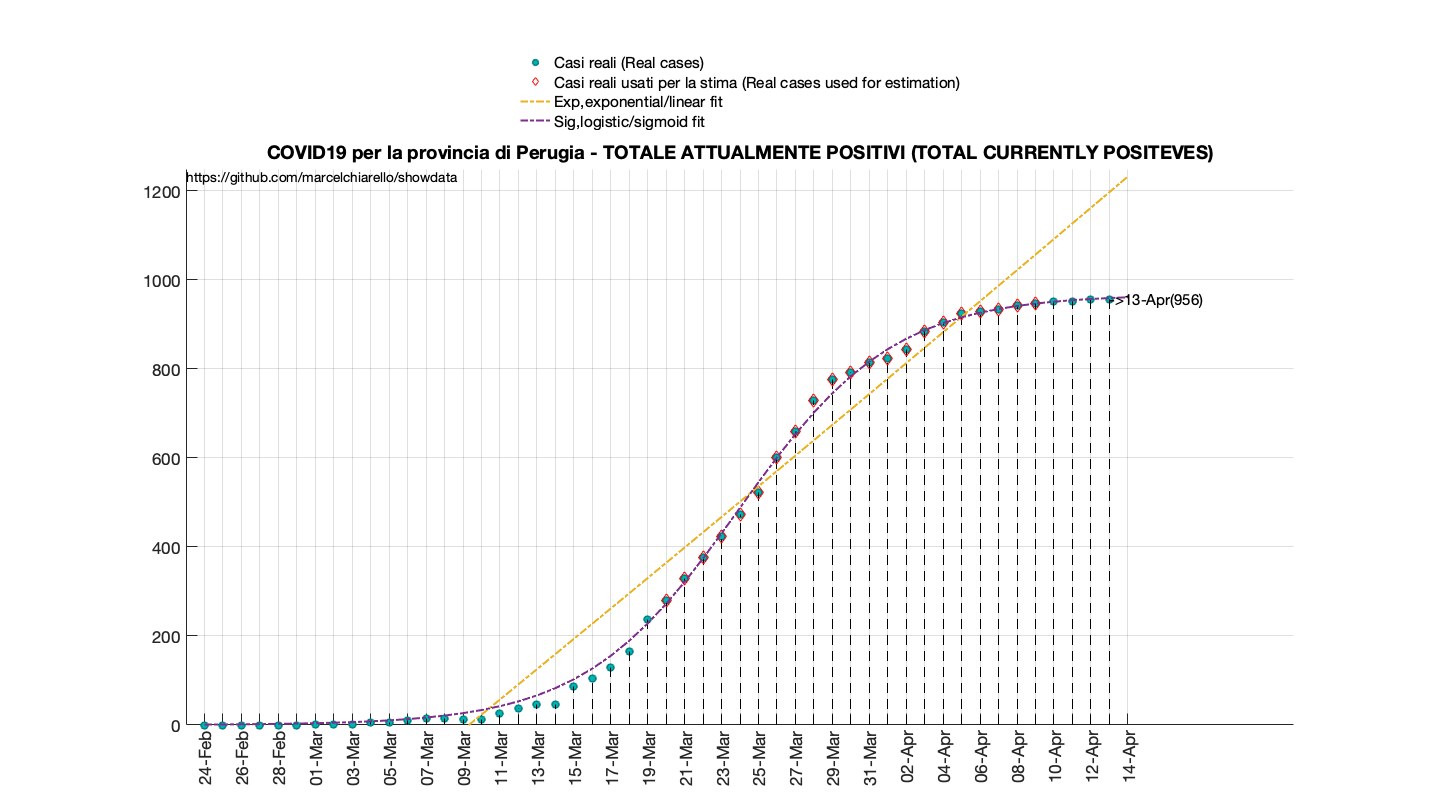 Casi reali (Real cases)
Casi reali usati per la stima (Real cases used for estimation)
Exp,exponential/linear fit
Sig,logistic/sigmoid fit
COVID19 per la provincia di Perugia - TOTALE ATTUALMENTE POSITIVI (TOTAL CURRENTLY POSITEVES)
https://github.com/marcelchiarello/showdata
1200
1000
800
600
400
200
0
->13-Apr(956)
24-Feb
26-Feb
28-Feb
01-Mar
03-Mar
05-Mar
07-Mar
09-Mar
11-Mar
13-Mar
15-Mar
17-Mar
19-Mar
21-Mar
23-Mar
25-Mar
27-Mar
29-Mar
31-Mar
02-Apr
04-Apr
06-Apr
08-Apr
10-Apr
12-Apr
14-Apr